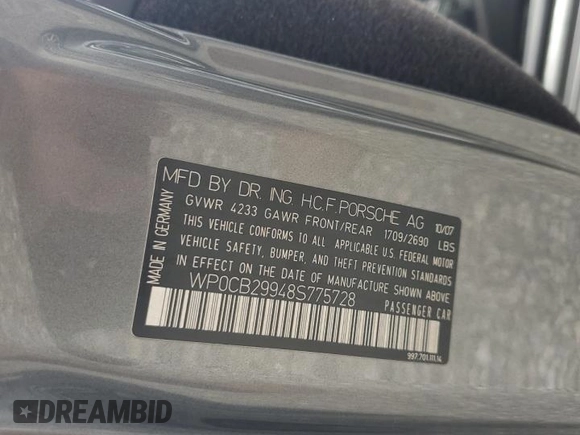 MFD BY DR. ING H.C.F.PORSCHE AG 10/07
GVWR 4233 GAWR FRONT/REAR 1709/2690 LBS
THIS VEHICLE CONFORMS TO ALL APPLICABLE U.S. FEDERAL MOTOR
VEHICLE SAFETY, BUMPER, AND THEFT PREVENTION STANDARDS
IN EFFECT ON THE DATE OF MANUFACTURE SHOWN ABOVE
WP0CB29948S775728 PASSENGER CAR
MADE IN GERMANY
997.701.111.14
DREAMBID